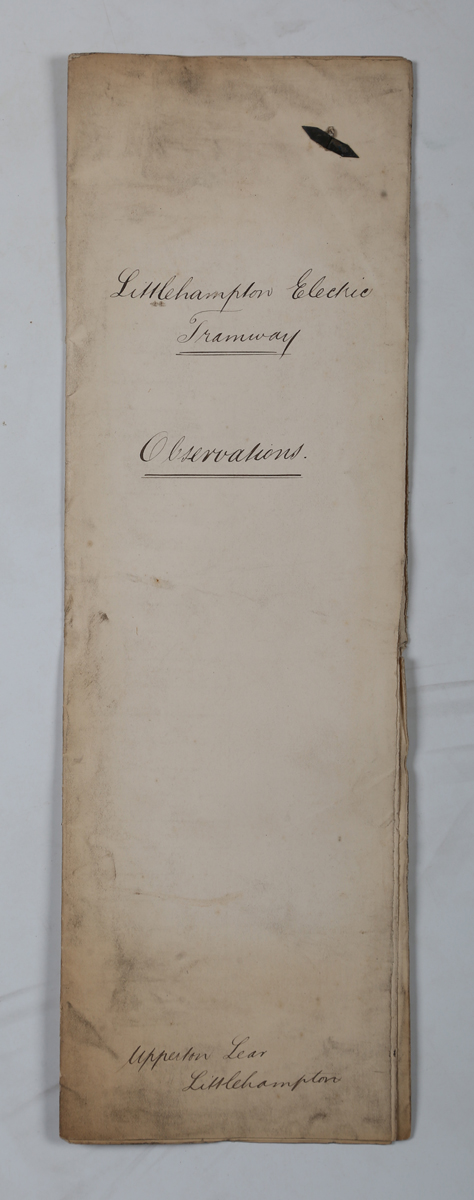 Littlehampton Electric
Tramway
Observations.
Upperton Lear
Littlehampton